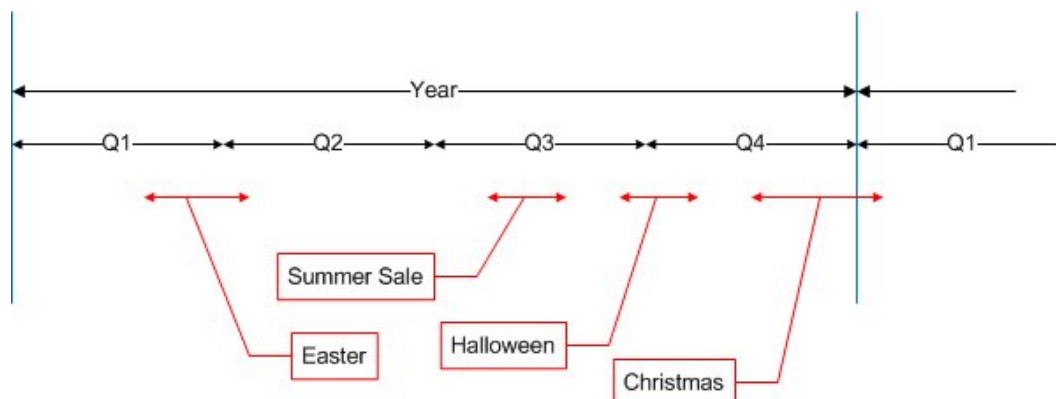 Year
Q1 Q2 Q3 Q4 Q1
Summer Sale
Easter
Halloween
Christmas